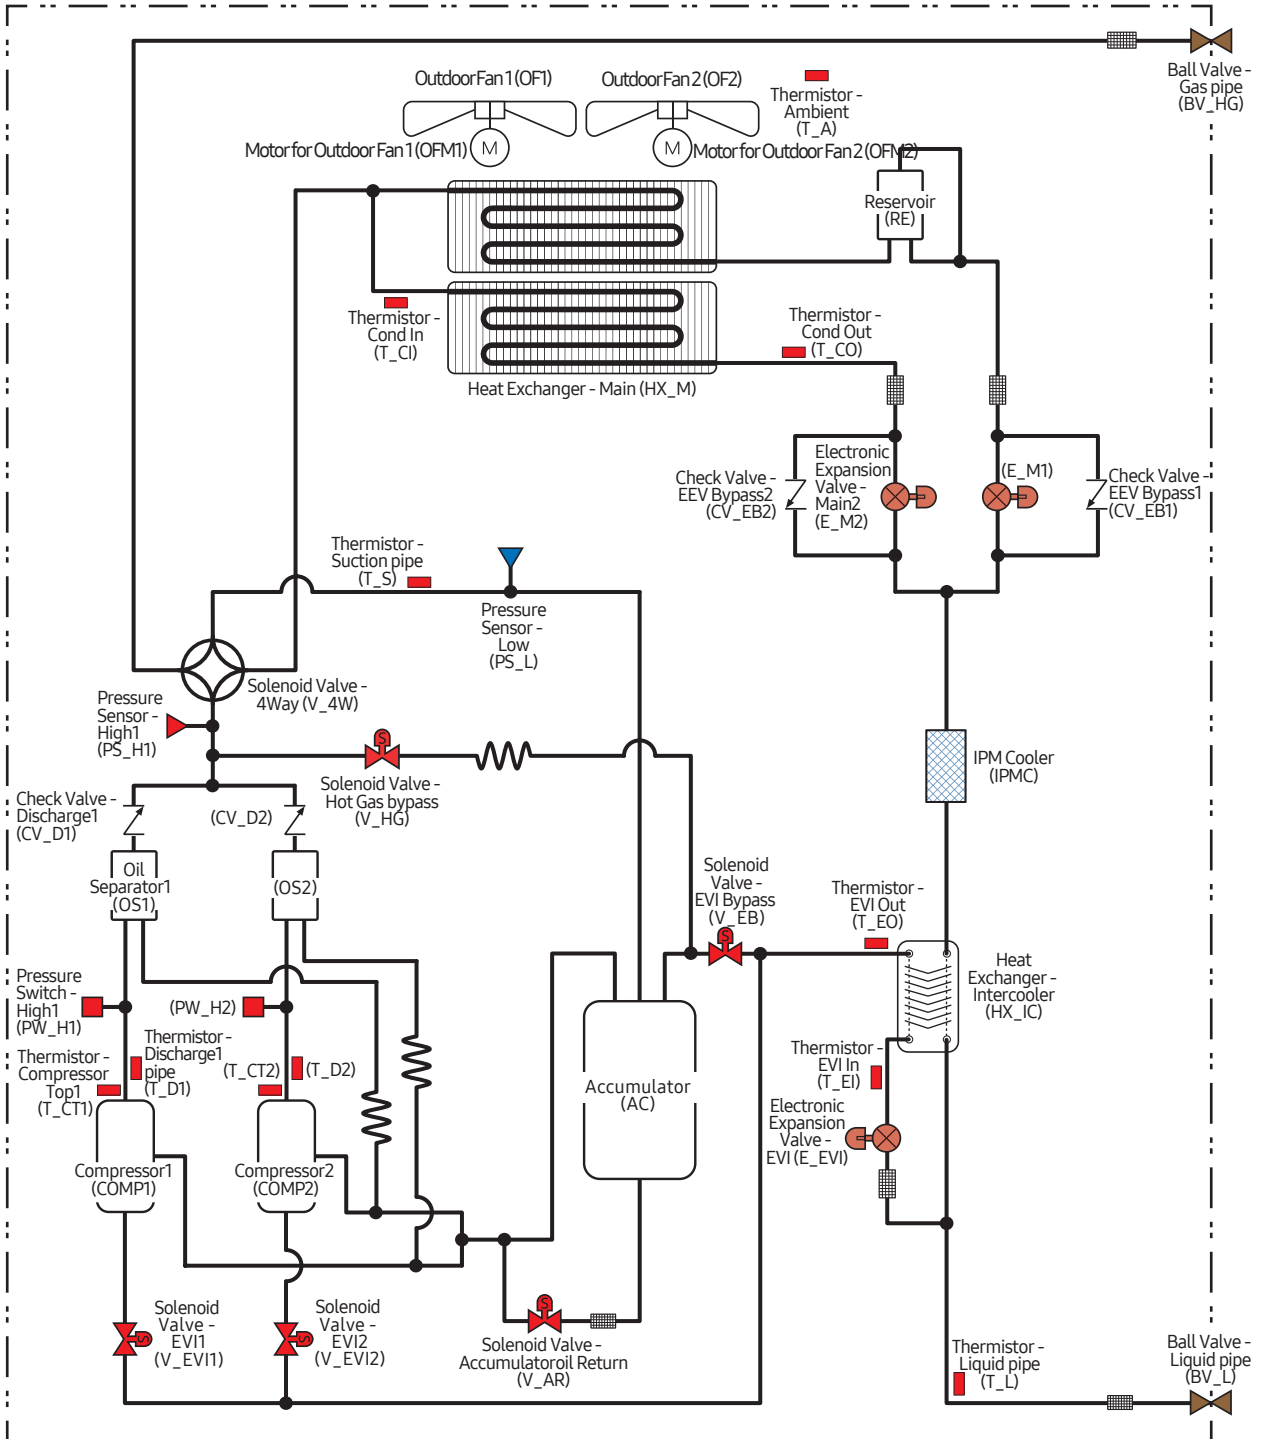 Ball Valve -
Gas pipe
(BV_HG)
Outdoor Fan 1 (OF1)
Outdoor Fan 2 (OF2)
Thermistor -
Ambient
(T_A)
Motor for Outdoor Fan 1 (OFM1)
M
M
Motor for Outdoor Fan 2 (OFM2)
Reservoir
(RE)
Thermistor -
Cond In
(T_CI)
Thermistor -
Cond Out
(T_CO)
Heat Exchanger - Main (HX_M)
Check Valve -
EEV Bypass2
(CV_EB2)
Electronic
Expansion
Valve -
Main2
(E_M2)
(E_M1)
Check Valve -
EEV Bypass1
(CV_EB1)
Thermistor -
Suction pipe
(T_S)
Pressure
Sensor -
Low
(PS_L)
Solenoid Valve -
4Way (V_4W)
Pressure
Sensor -
High1
(PS_H1)
S
Solenoid Valve -
Hot Gas bypass
(V_HG)
IPM Cooler
(IPMC)
Check Valve -
Discharge1
(CV_D1)
(CV_D2)
Oil
Separator1
(OS1)
(OS2)
Solenoid
Valve -
EVI Bypass
(V_EB)
S
Thermistor -
EVI Out
(T_EO)
Heat
Exchanger -
Intercooler
(HX_IC)
Pressure
Switch -
High1
(PW_H1)
(PW_H2)
Thermistor -
Discharge1
pipe
(T_D1)
Thermistor -
Compressor
Top1
(T_CT1)
(T_CT2)
(T_D2)
Accumulator
(AC)
Thermistor -
EVI In
(T_EI)
Electronic
Expansion
Valve -
EVI (E_EVI)
Compressor1
(COMP1)
Compressor2
(COMP2)
Solenoid
Valve -
EVI1
(V_EVI1)
S
Solenoid
Valve -
EVI2
(V_EVI2)
S
S
Solenoid Valve -
Accumulatoroil Return
(V_AR)
Thermistor -
Liquid pipe
(T_L)
Ball Valve -
Liquid pipe
(BV_L)